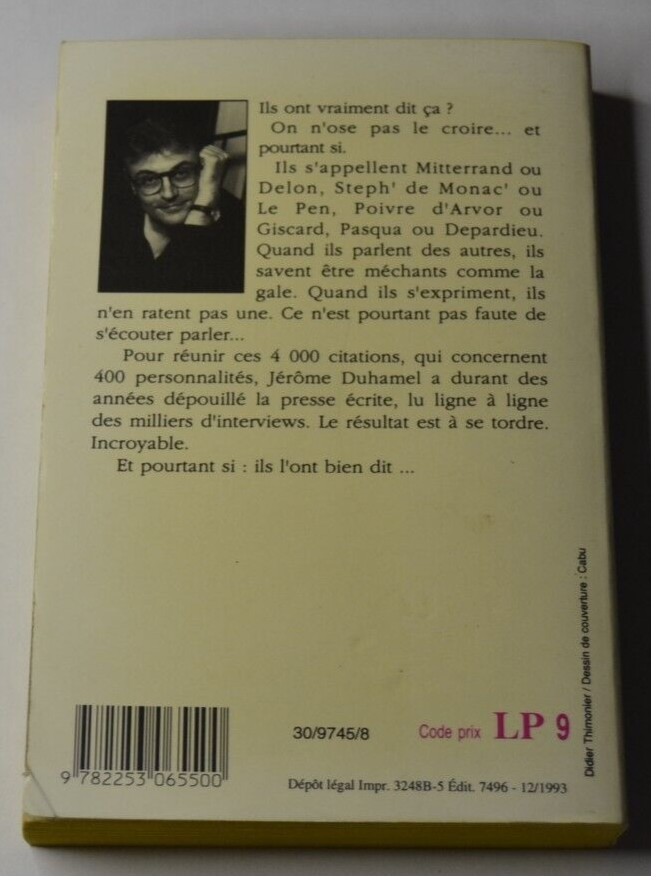 Ils ont vraiment dit ça ?
On n'ose pas le croire... et
pourtant si.
Ils s'appellent Mitterrand ou
Delon, Steph' de Monac' ou
Le Pen, Poivre d'Arvor ou
Giscard, Pasqua ou Depardieu.
Quand ils parlent des autres, ils
savent être méchants comme la
gale. Quand ils s'expriment, ils
n'en ratent pas une. Ce n'est pourtant pas faute de
s'écouter parler...
Pour réunir ces 4 000 citations, qui concernent
400 personnalités, Jérôme Duhamel a durant des
années dépouillé la presse écrite, lu ligne à ligne
des milliers d'interviews. Le résultat est à se tordre.
Incroyable.
Et pourtant si : ils l'ont bien dit ...
Didier Thimonier / Dessin de couverture : Cabu
30/9745/8
Code prix LP 9
9 782253 065500
Dépôt légal Impr. 3248B-5 Édit. 7496 - 12/1993